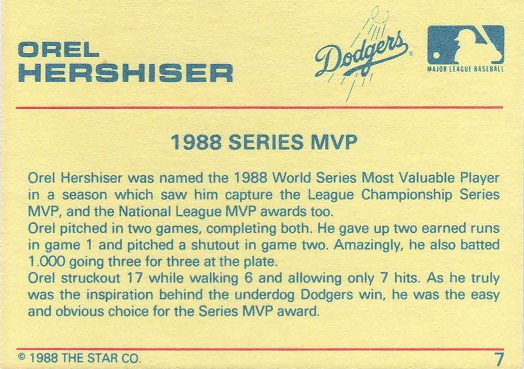 OREL
HERSHISER
Dodgers
MAJOR LEAGUE BASEBALL
1988 SERIES MVP
Orel Hershiser was named the 1988 World Series Most Valuable Player
in a season which saw him capture the League Championship Series
MVP, and the National League MVP awards too.
Orel pitched in two games, completing both. He gave up two earned runs
in game 1 and pitched a shutout in game two. Amazingly, he also batted
1.000 going three for three at the plate.
Orel struckout 17 while walking 6 and allowing only 7 hits. As he truly
was the inspiration behind the underdog Dodgers win, he was the easy
and obvious choice for the Series MVP award.
© 1988 THE STAR CO.
7